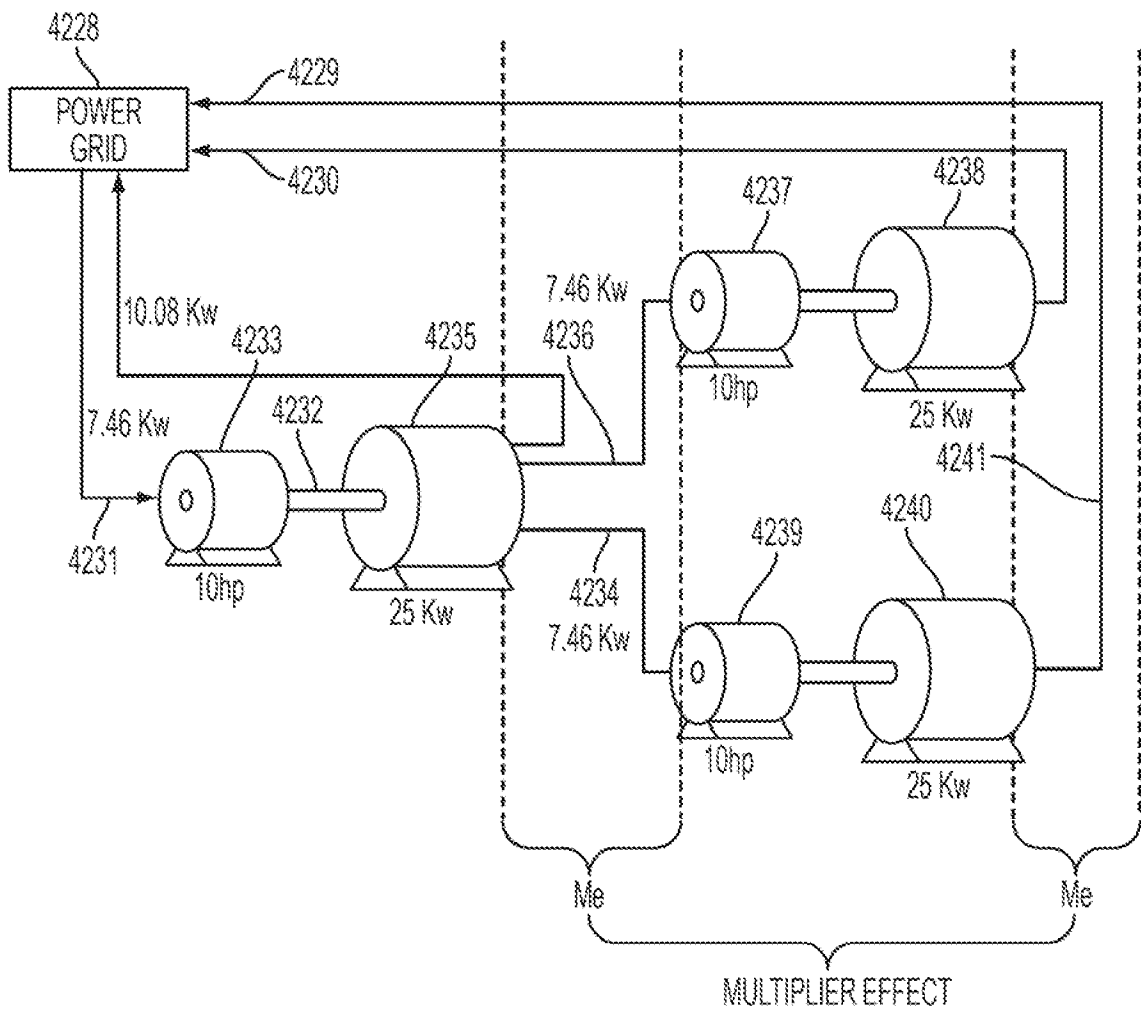 4228
4229
POWER
GRID
4230
4238
4237
7.46 Kw
4236
10.08 Kw
4233
4235
10hp
4232
25 Kw
7.46 Kw
4241
4231
4240
4239
10hp
4234
25 Kw
7.46 Kw
10hp
25 Kw
Me
Me
MULTIPLIER EFFECT